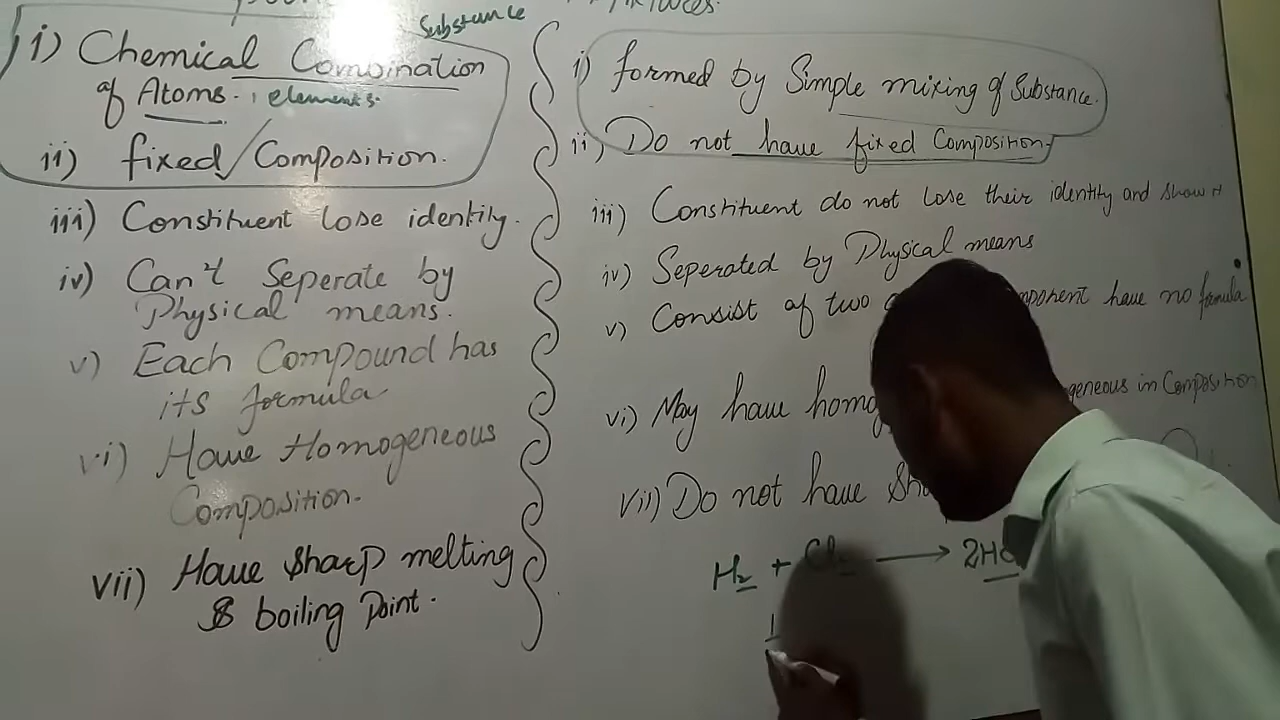 Substance
i) Chemical Combination
of Atoms. , elements.
ii) fixed/Composition.
iii) Constituent lose identity.
iv) Can't Seperate by
Physical means.
v) Each Compound has
its formula
vi) Have Homogeneous
Composition.
vii) Have Sharp melting
& boiling Point.
i) formed by Simple mixing of Substance.
ii) Do not have fixed Composition.
iii) Constituent do not lose their identity and show
iv) Seperated by Physical means
v) Consist of two have no formula
vi) May have in Composition
vii) Do not have
H2 + → 2